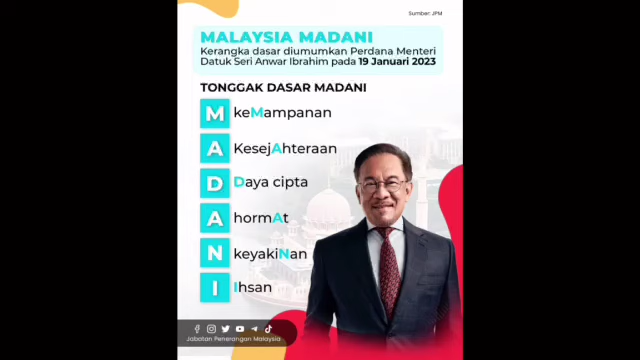 Sumber: JPM
MALAYSIA MADANI
Kerangka dasar diumumkan Perdana Menteri
Datuk Seri Anwar Ibrahim pada 19 Januari 2023
TONGGAK DASAR MADANI
M keMampanan
A KesejAhteraan
D Daya cipta
A hormAt
N keyakiNan
I Ihsan
Jabatan Penerangan Malaysia